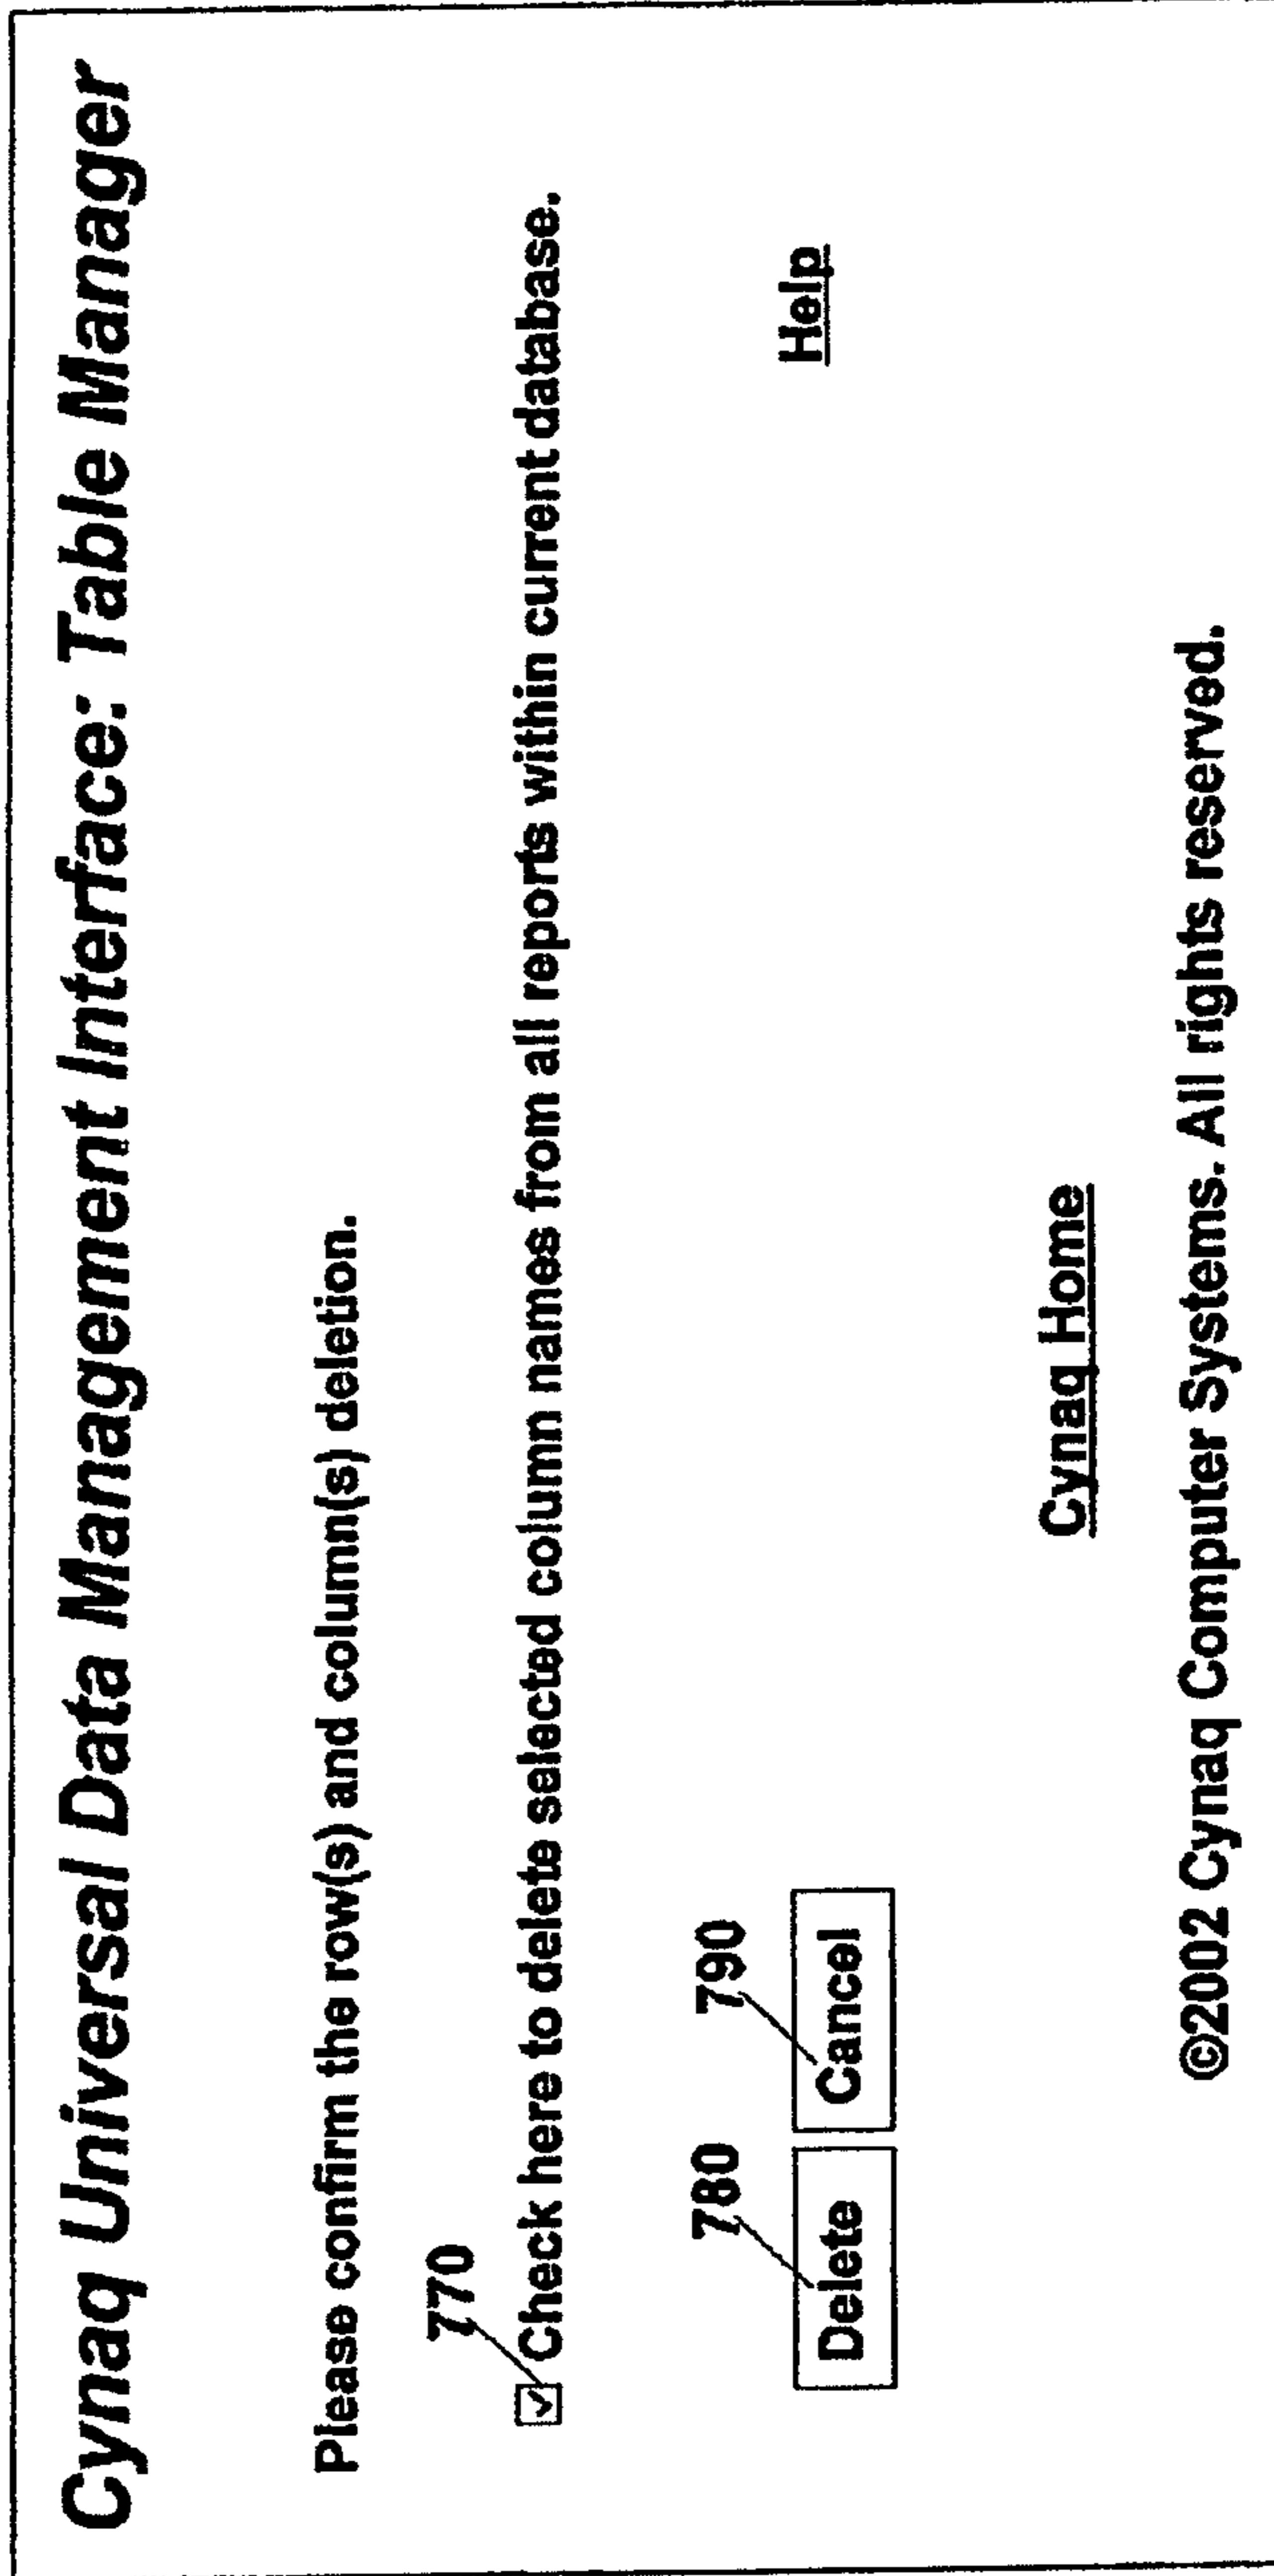 Cynaq Universal Data Management Interface: Table Manager
Please confirm the row(s) and column(s) deletion.
770
Check here to delete selected column names from all reports within current database.
780 790
Delete Cancel Help
Cynaq Home
©2002 Cynaq Computer Systems. All rights reserved.